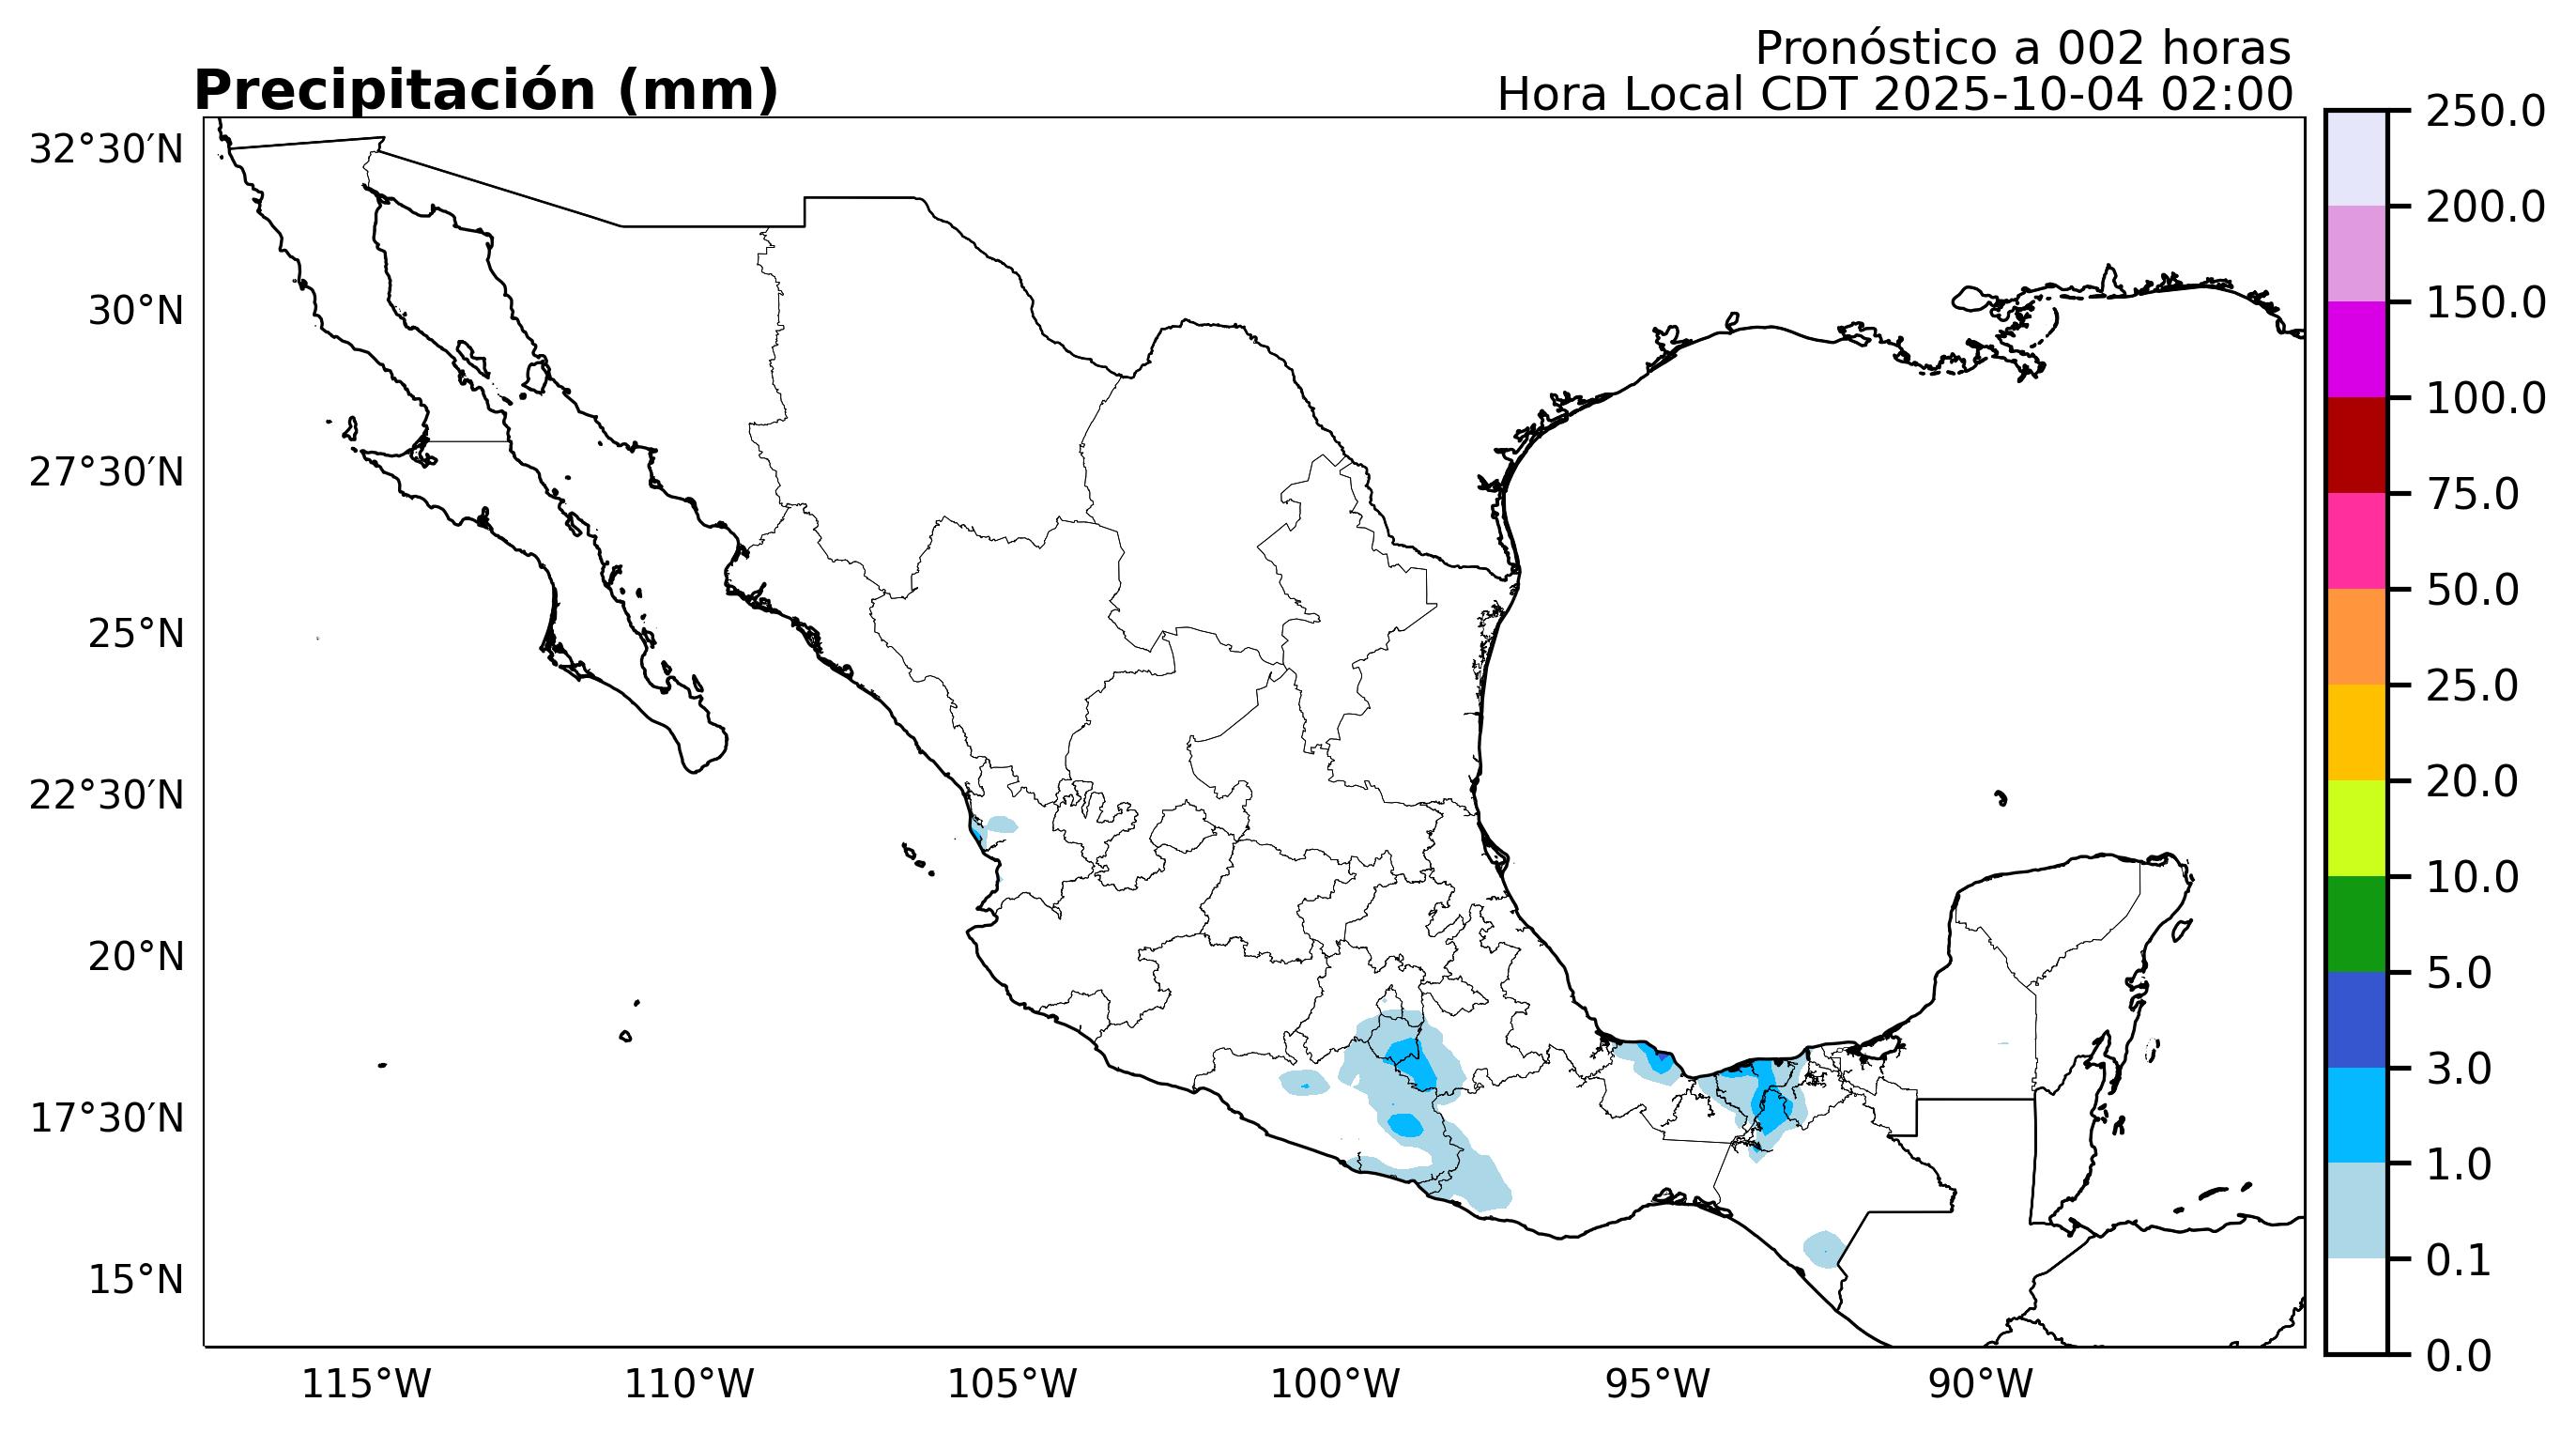 Pronóstico a 002 horas
Precipitación (mm)
Hora Local CDT 2025-10-04 02:00
32°30′N
30°N
27°30′N
25°N
22°30′N
20°N
17°30′N
15°N
115°W
110°W
105°W
100°W
95°W
90°W
250.0
200.0
150.0
100.0
75.0
50.0
25.0
20.0
10.0
5.0
3.0
1.0
0.1
0.0